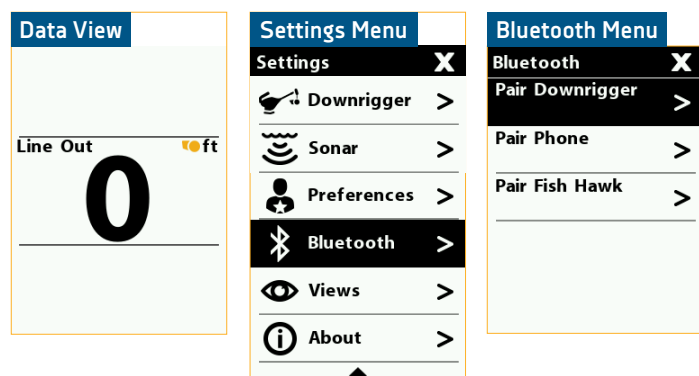 Data View
Line Out ft
0
Settings Menu
Settings X
Downrigger >
Sonar >
Preferences >
Bluetooth >
Views >
About >
Bluetooth Menu
Bluetooth X
Pair Downrigger >
Pair Phone >
Pair Fish Hawk >